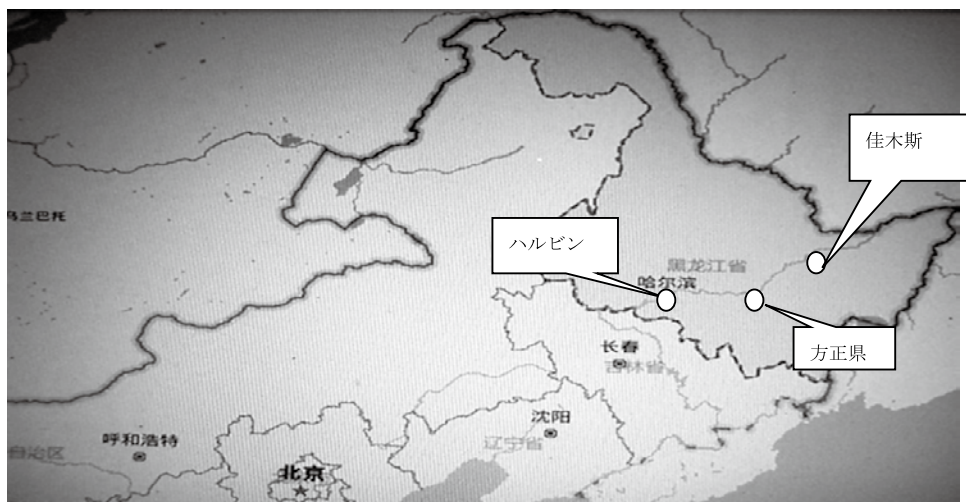 佳木斯
乌兰巴托
ハルビン
黑龙江省
哈尔滨
方正県
长春
吉林省
沈阳
辽宁省
呼和浩特
自治区
北京